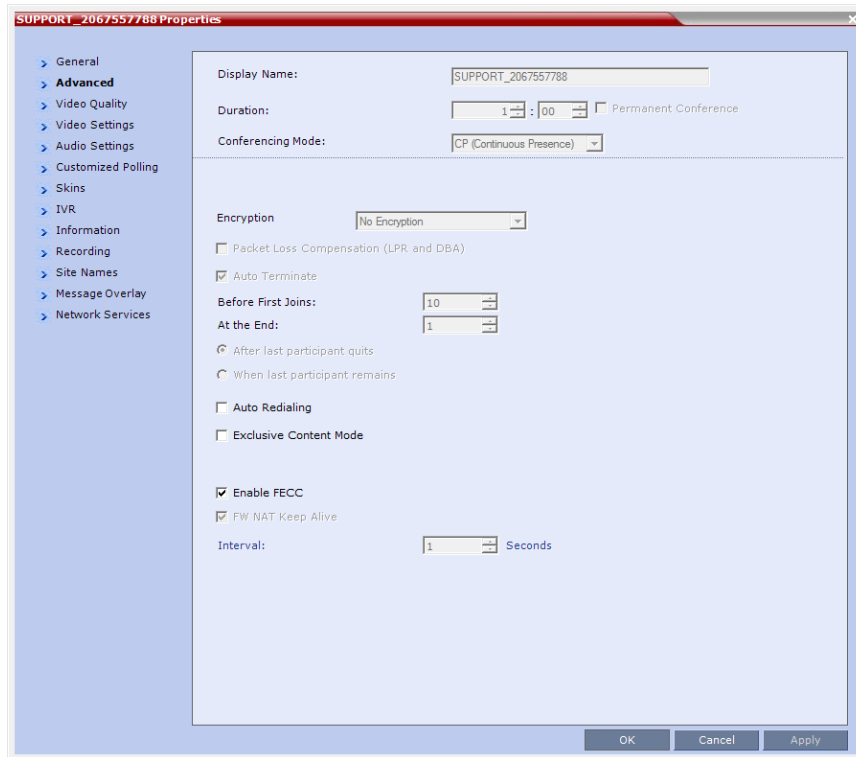 SUPPORT_2067557788 Properties
General
Advanced
Video Quality
Video Settings
Audio Settings
Customized Polling
Skins
IVR
Information
Recording
Site Names
Message Overlay
Network Services
Display Name: SUPPORT_2067557788
Duration: 1 : 00 Permanent Conference
Conferencing Mode: CP (Continuous Presence)
Encryption No Encryption
Packet Loss Compensation (LPR and DBA)
Auto Terminate
Before First Joins: 10
At the End: 1
After last participant quits
When last participant remains
Auto Redialing
Exclusive Content Mode
Enable FECC
FW NAT Keep Alive
Interval: 1 Seconds
OK Cancel Apply